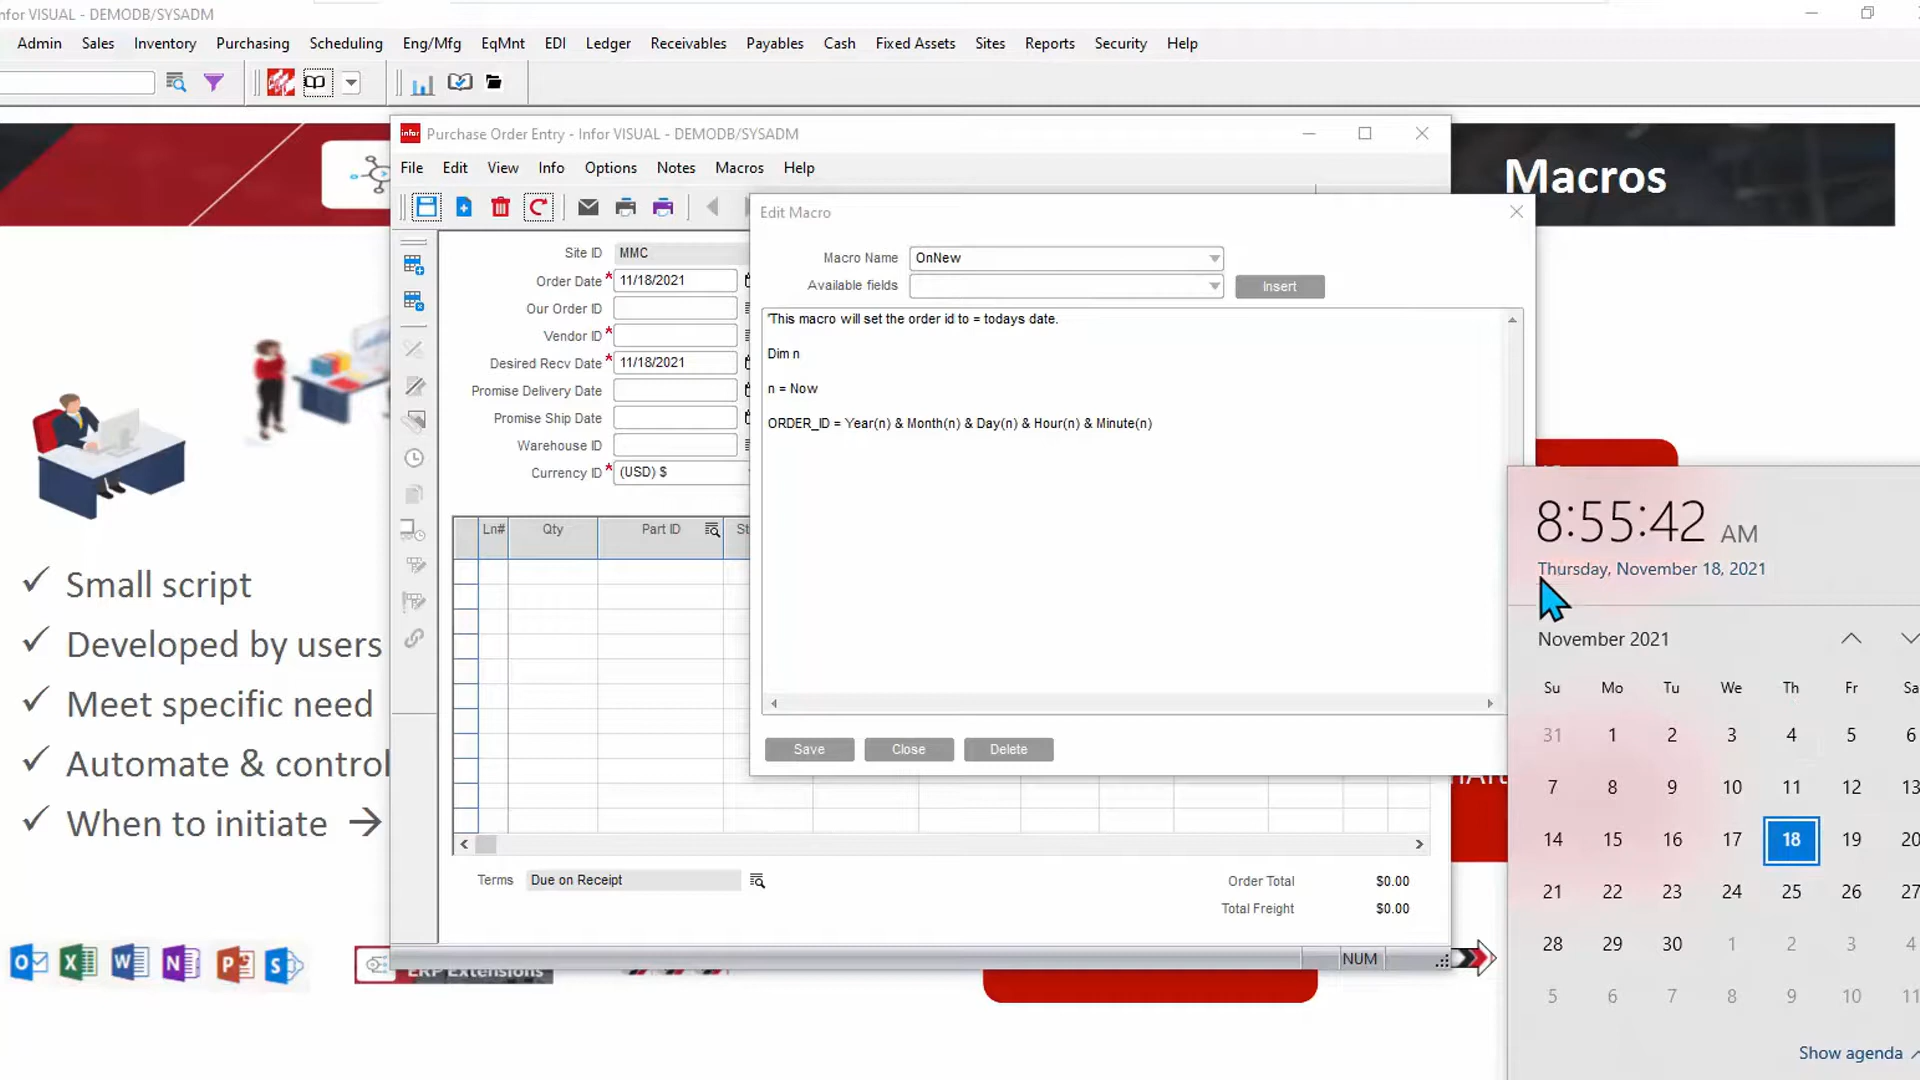 nfor VISUAL - DEMODB/SYSADM
Admin Sales Inventory Purchasing Scheduling Eng/Mfg EqMnt EDI Ledger Receivables Payables Cash Fixed Assets Sites Reports Security Help
infor Purchase Order Entry - Infor VISUAL - DEMODB/SYSADM
File Edit View Info Options Notes Macros Help
Macros
Edit Macro
Site ID MMC
Order Date* 11/18/2021
Our Order ID
Vendor ID*
Desired Recv Date* 11/18/2021
Promise Delivery Date
Promise Ship Date
Warehouse ID
Currency ID* (USD) $
Ln# Qty Part ID St
Macro Name OnNew
Available fields Insert
'This macro will set the order id to = todays date.
Dim n
n = Now
ORDER_ID = Year(n) & Month(n) & Day(n) & Hour(n) & Minute(n)
Save Close Delete
Small script
Developed by users
Meet specific need
Automate & control
When to initiate →
Terms Due on Receipt
Order Total $0.00
Total Freight $0.00
NUM
ERP Extensions
8:55:42 AM
Thursday, November 18, 2021
November 2021
Su Mo Tu We Th Fr Sa
31 1 2 3 4 5 6
7 8 9 10 11 12 13
14 15 16 17 18 19 20
21 22 23 24 25 26 27
28 29 30 1 2 3 4
5 6 7 8 9 10 11
Show agenda